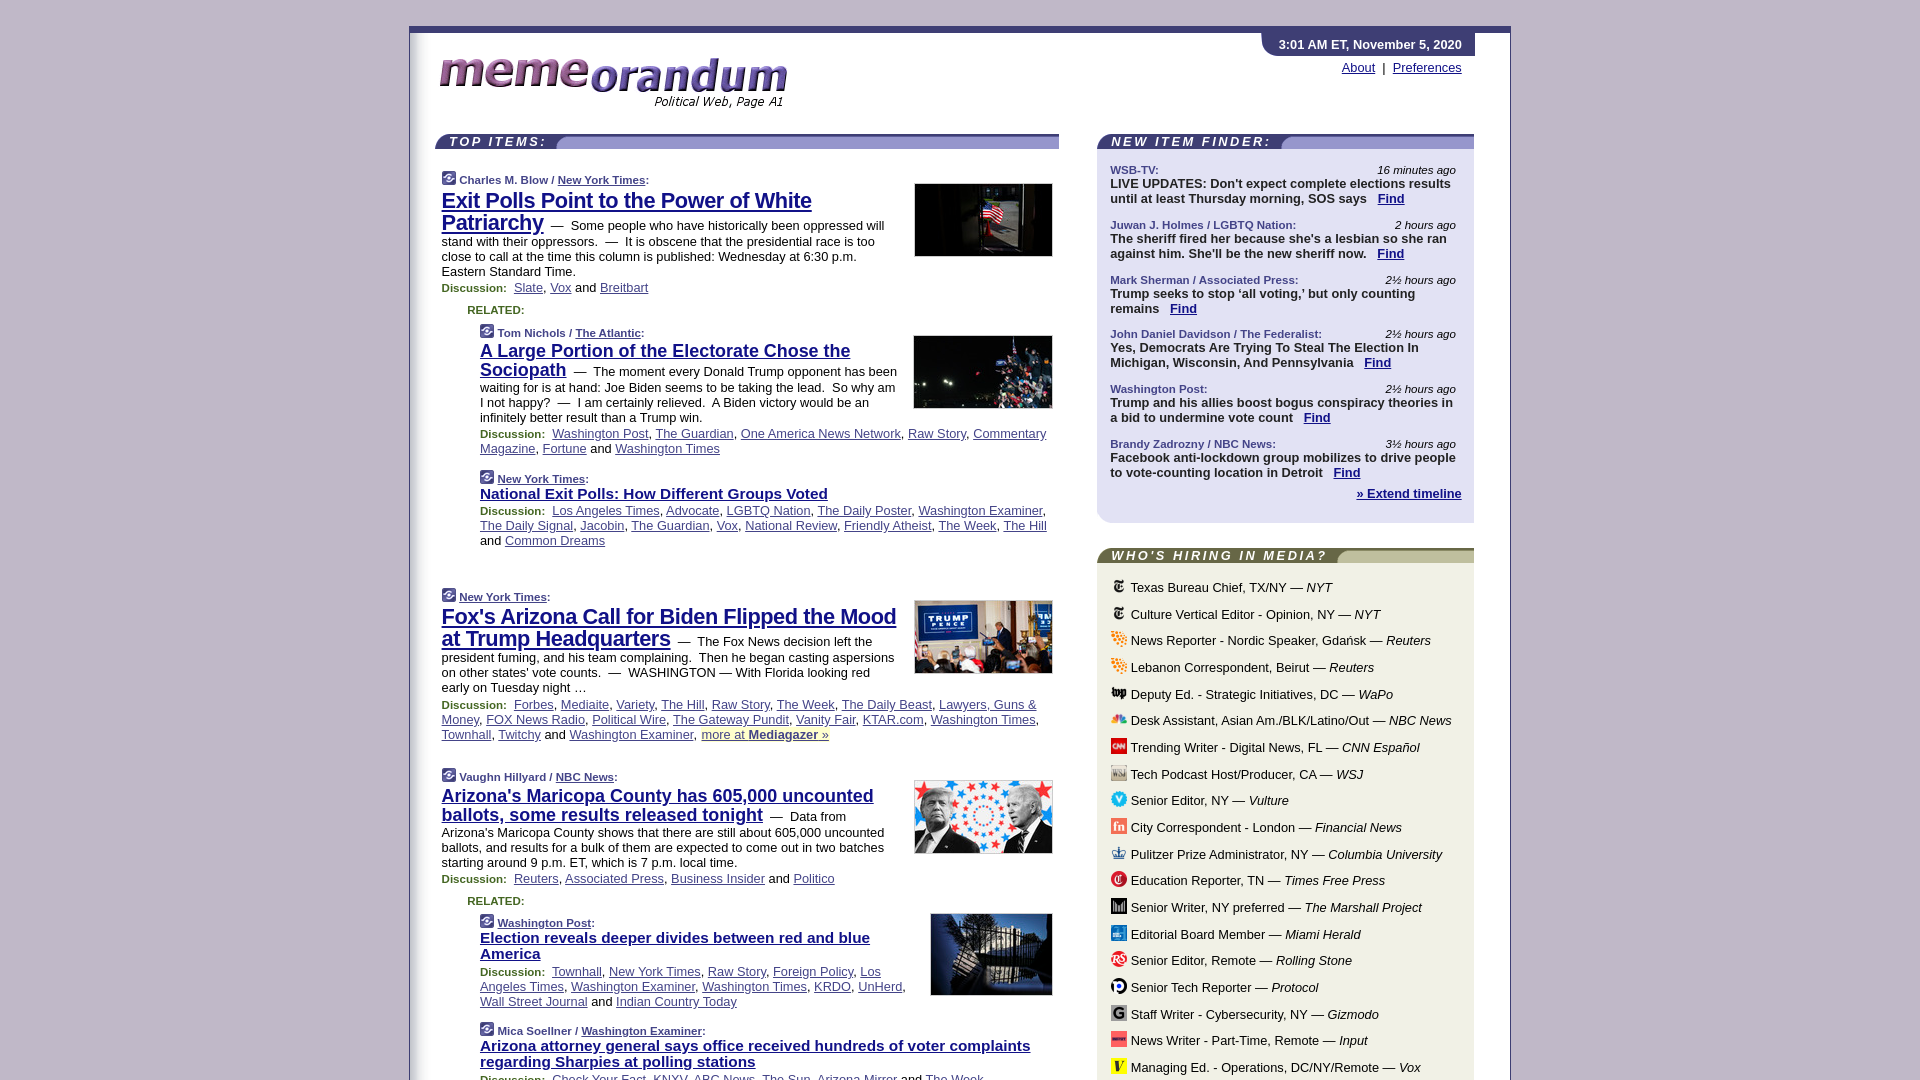 3:01 AM ET, November 5, 2020
About | Preferences
memeorandum
Political Web, Page A1
TOP ITEMS:
Charles M. Blow / New York Times:
Exit Polls Point to the Power of White
Patriarchy — Some people who have historically been oppressed will
stand with their oppressors. — It is obscene that the presidential race is too
close to call at the time this column is published: Wednesday at 6:30 p.m.
Eastern Standard Time.
Discussion: Slate, Vox and Breitbart
RELATED:
Tom Nichols / The Atlantic:
A Large Portion of the Electorate Chose the
Sociopath — The moment every Donald Trump opponent has been
waiting for is at hand: Joe Biden seems to be taking the lead. So why am
I not happy? — I am certainly relieved. A Biden victory would be an
infinitely better result than a Trump win.
Discussion: Washington Post, The Guardian, One America News Network, Raw Story, Commentary
Magazine, Fortune and Washington Times
New York Times:
National Exit Polls: How Different Groups Voted
Discussion: Los Angeles Times, Advocate, LGBTQ Nation, The Daily Poster, Washington Examiner,
The Daily Signal, Jacobin, The Guardian, Vox, National Review, Friendly Atheist, The Week, The Hill
and Common Dreams
New York Times:
Fox's Arizona Call for Biden Flipped the Mood
at Trump Headquarters — The Fox News decision left the
president fuming, and his team complaining. Then he began casting aspersions
on other states' vote counts. — WASHINGTON — With Florida looking red
early on Tuesday night …
TRUMP
PENCE
Discussion: Forbes, Mediaite, Variety, The Hill, Raw Story, The Week, The Daily Beast, Lawyers, Guns &
Money, FOX News Radio, Political Wire, The Gateway Pundit, Vanity Fair, KTAR.com, Washington Times,
Townhall, Twitchy and Washington Examiner, more at Mediagazer »
Vaughn Hillyard / NBC News:
Arizona's Maricopa County has 605,000 uncounted
ballots, some results released tonight — Data from
Arizona's Maricopa County shows that there are still about 605,000 uncounted
ballots, and results for a bulk of them are expected to come out in two batches
starting around 9 p.m. ET, which is 7 p.m. local time.
Discussion: Reuters, Associated Press, Business Insider and Politico
RELATED:
Washington Post:
Election reveals deeper divides between red and blue
America
Discussion: Townhall, New York Times, Raw Story, Foreign Policy, Los
Angeles Times, Washington Examiner, Washington Times, KRDO, UnHerd,
Wall Street Journal and Indian Country Today
Mica Soellner / Washington Examiner:
Arizona attorney general says office received hundreds of voter complaints
regarding Sharpies at polling stations
Discussion: Check Your Fact, KNXV, ABC News, The Sun, Arizona Mirror and The Week
NEW ITEM FINDER:
WSB-TV: 16 minutes ago
LIVE UPDATES: Don't expect complete elections results
until at least Thursday morning, SOS says Find
Juwan J. Holmes / LGBTQ Nation: 2 hours ago
The sheriff fired her because she's a lesbian so she ran
against him. She'll be the new sheriff now. Find
Mark Sherman / Associated Press: 2½ hours ago
Trump seeks to stop ‘all voting,’ but only counting
remains Find
John Daniel Davidson / The Federalist: 2½ hours ago
Yes, Democrats Are Trying To Steal The Election In
Michigan, Wisconsin, And Pennsylvania Find
Washington Post: 2½ hours ago
Trump and his allies boost bogus conspiracy theories in
a bid to undermine vote count Find
Brandy Zadrozny / NBC News: 3½ hours ago
Facebook anti-lockdown group mobilizes to drive people
to vote-counting location in Detroit Find
» Extend timeline
WHO'S HIRING IN MEDIA?
Texas Bureau Chief, TX/NY — NYT
Culture Vertical Editor - Opinion, NY — NYT
News Reporter - Nordic Speaker, Gdańsk — Reuters
Lebanon Correspondent, Beirut — Reuters
Deputy Ed. - Strategic Initiatives, DC — WaPo
Desk Assistant, Asian Am./BLK/Latino/Out — NBC News
Trending Writer - Digital News, FL — CNN Español
Tech Podcast Host/Producer, CA — WSJ
Senior Editor, NY — Vulture
City Correspondent - London — Financial News
Pulitzer Prize Administrator, NY — Columbia University
Education Reporter, TN — Times Free Press
Senior Writer, NY preferred — The Marshall Project
Editorial Board Member — Miami Herald
Senior Editor, Remote — Rolling Stone
Senior Tech Reporter — Protocol
Staff Writer - Cybersecurity, NY — Gizmodo
News Writer - Part-Time, Remote — Input
Managing Ed. - Operations, DC/NY/Remote — Vox